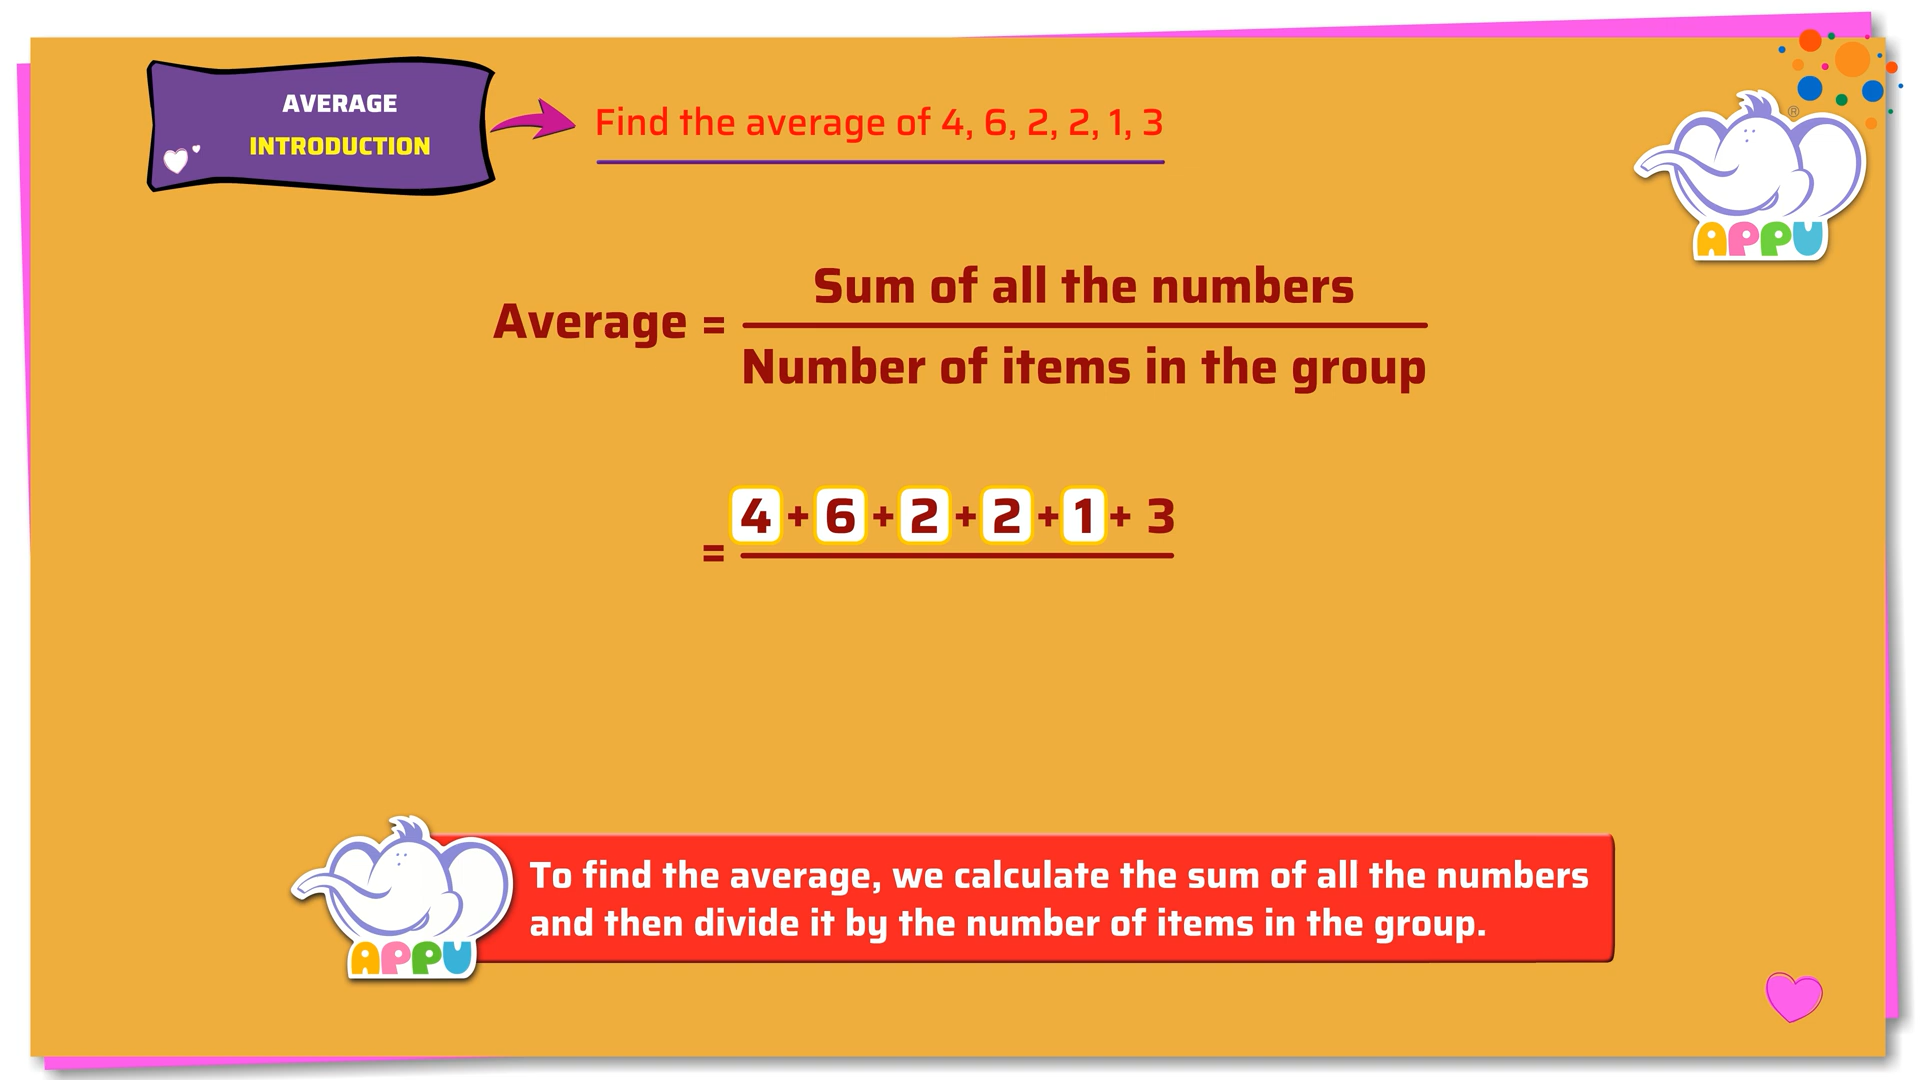 AVERAGE
INTRODUCTION
Find the average of 4, 6, 2, 2, 1, 3
®
APPU
Sum of all the numbers
Average =
Number of items in the group
4 + 6 + 2 + 2 + 1 + 3
=
To find the average, we calculate the sum of all the numbers
and then divide it by the number of items in the group.
APPU